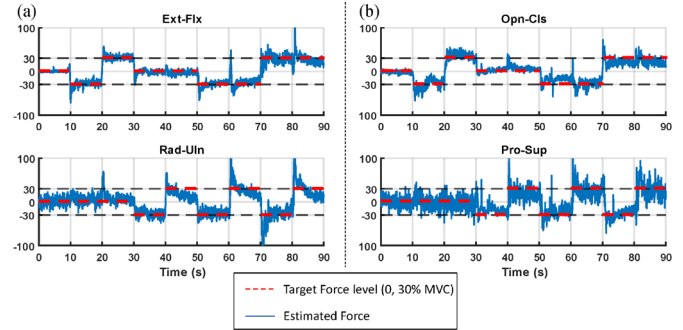 (a) Ext-Flx (b) Opn-Cls
100 100
30 30
0 0
-30 -30
-100 -100
0 10 20 30 40 50 60 70 80 90 0 10 20 30 40 50 60 70 80 90
Rad-Uln Pro-Sup
100 100
30 30
0 0
-30 -30
100 100
0 10 20 30 40 50 60 70 80 90 0 10 20 30 40 50 60 70 80 90
Time (s) Time (s)
Target Force level (0, 30% MVC)
Estimated Force